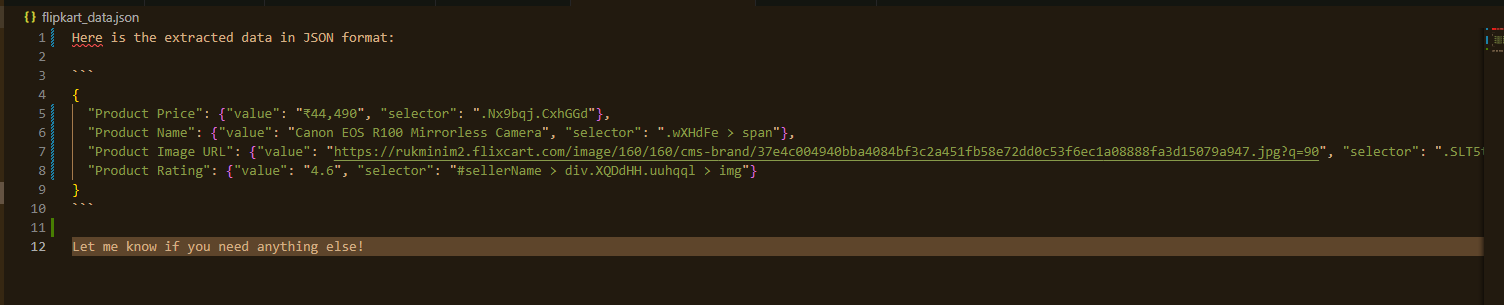 {} flipkart_data.json
1 Here is the extracted data in JSON format:
2
3 ```
4 {
5 "Product Price": {"value": "₹44,490", "selector": ".Nx9bqj.CxhGGd"},
6 "Product Name": {"value": "Canon EOS R100 Mirrorless Camera", "selector": ".wXHdFe > span"},
7 "Product Image URL": {"value": "https://rukminim2.flixcart.com/image/160/160/cms-brand/37e4c004940bba4084bf3c2a451fb58e72dd0c53f6ec1a08888fa3d15079a947.jpg?q=90", "selector": ".SLT5
8 "Product Rating": {"value": "4.6", "selector": "#sellerName > div.XQDdHH.uuhqql > img"}
9 }
10 ```
11
12 Let me know if you need anything else!